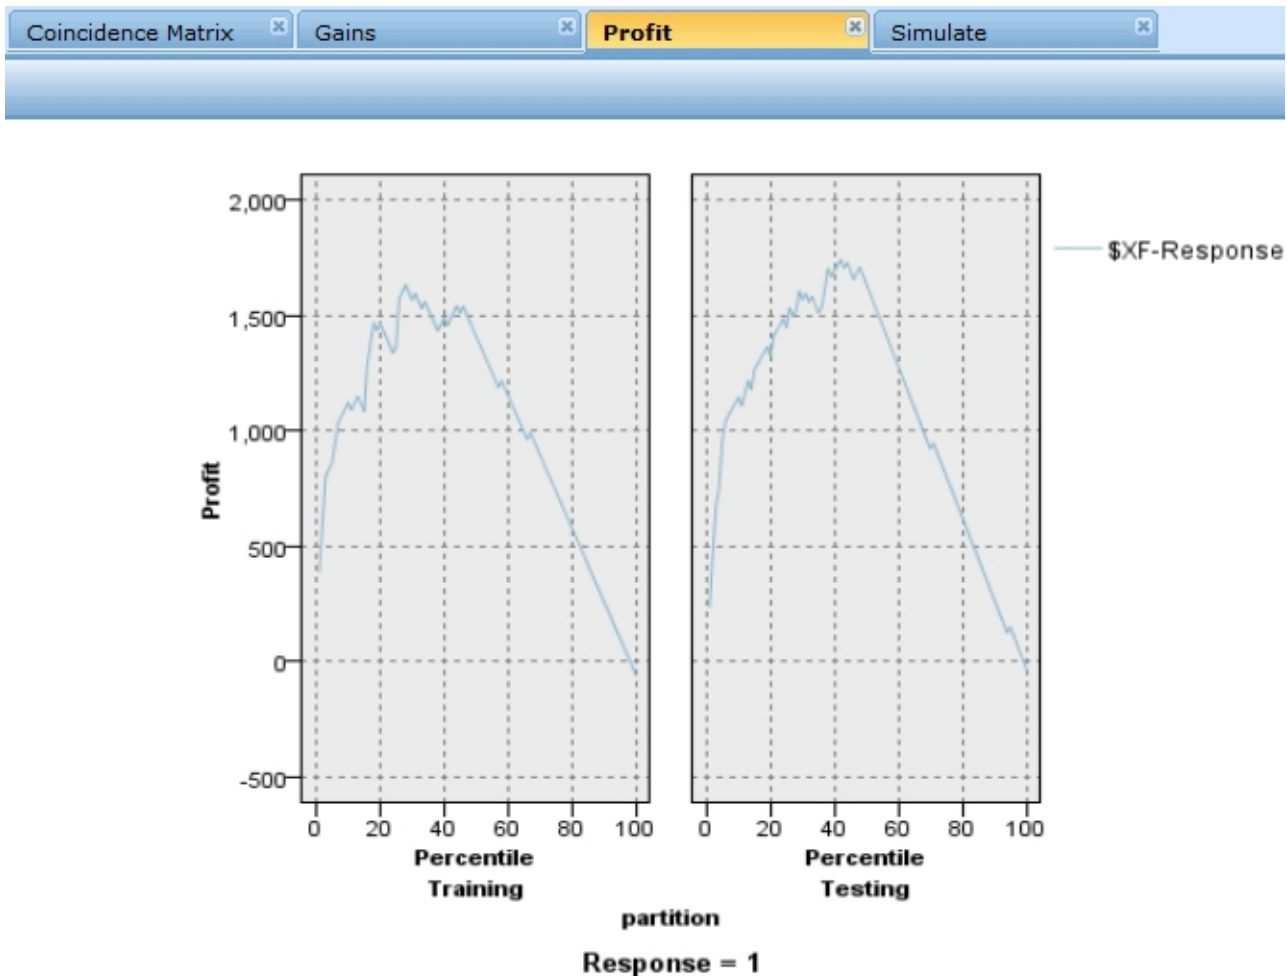 Coincidence Matrix Gains Profit Simulate
2,000
1,500
1,000
500
0
-500
Profit
$XF-Response
0 20 40 60 80 100 0 20 40 60 80 100
Percentile Percentile
Training Testing
partition
Response = 1